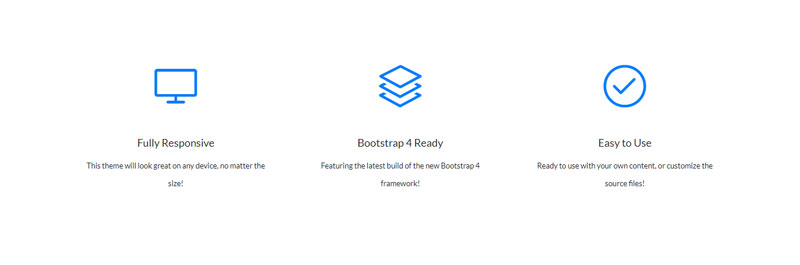 Fully Responsive
This theme will look great on any device, no matter the
size!
Bootstrap 4 Ready
Featuring the latest build of the new Bootstrap 4
framework!
Easy to Use
Ready to use with your own content, or customize the
source files!